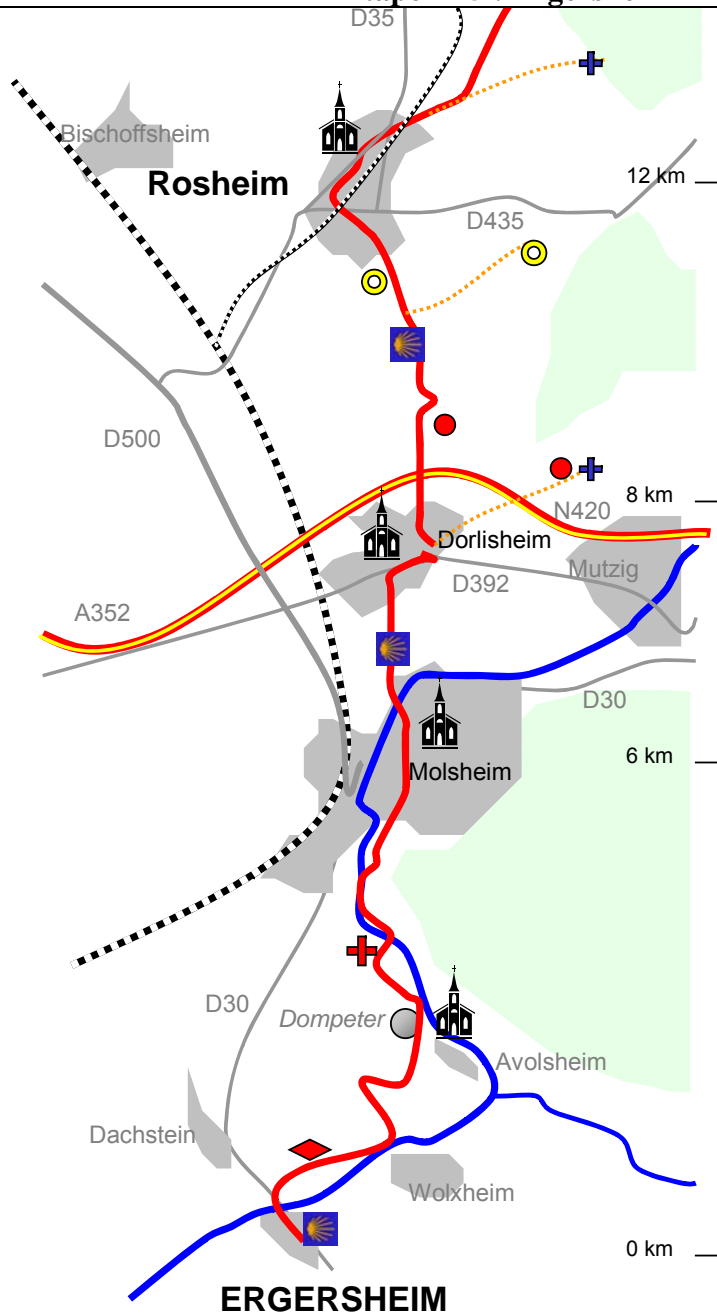 D35
Bischoffsheim
Rosheim
12 km
D435
D500
8 km
N420
Dorlisheim
Mutzig
D392
A352
D30
6 km
Molsheim
D30
Dompeter
Avolsheim
Dachstein
Wolxheim
0 km
ERGERSHEIM